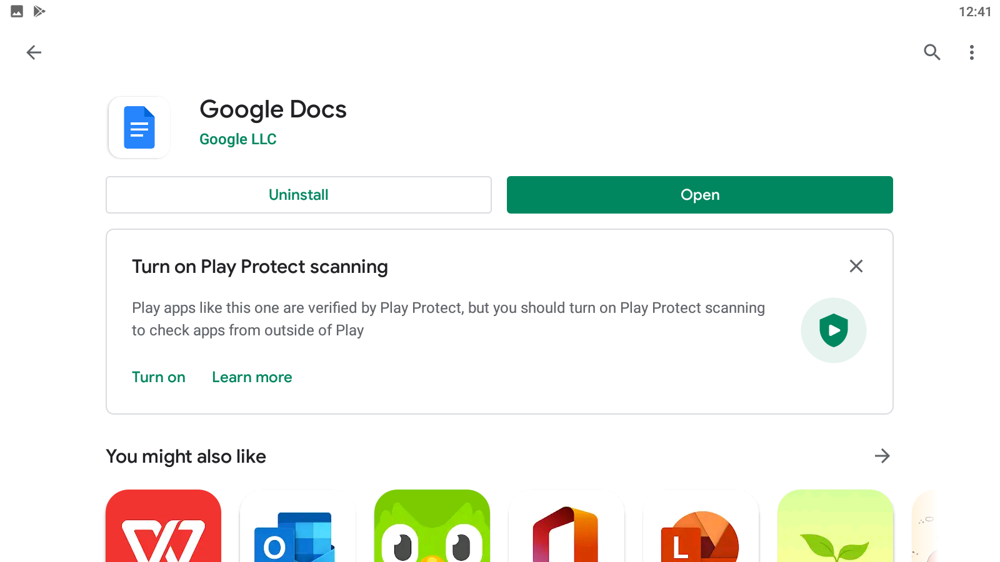 12:41
Google Docs
Google LLC
Uninstall
Open
Turn on Play Protect scanning
Play apps like this one are verified by Play Protect, but you should turn on Play Protect scanning
to check apps from outside of Play
Turn on
Learn more
You might also like
W
O
L